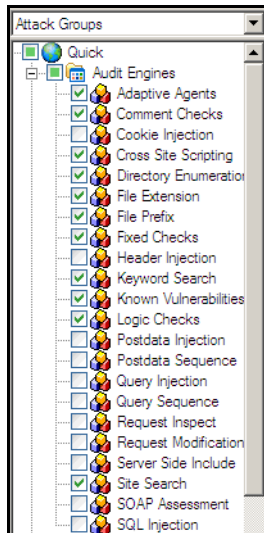 Attack Groups
Quick
Audit Engines
Adaptive Agents
Comment Checks
Cookie Injection
Cross Site Scripting
Directory Enumeration
File Extension
File Prefix
Fixed Checks
Header Injection
Keyword Search
Known Vulnerabilities
Logic Checks
Postdata Injection
Postdata Sequence
Query Injection
Query Sequence
Request Inspect
Request Modification
Server Side Include
Site Search
SOAP Assessment
SQL Injection